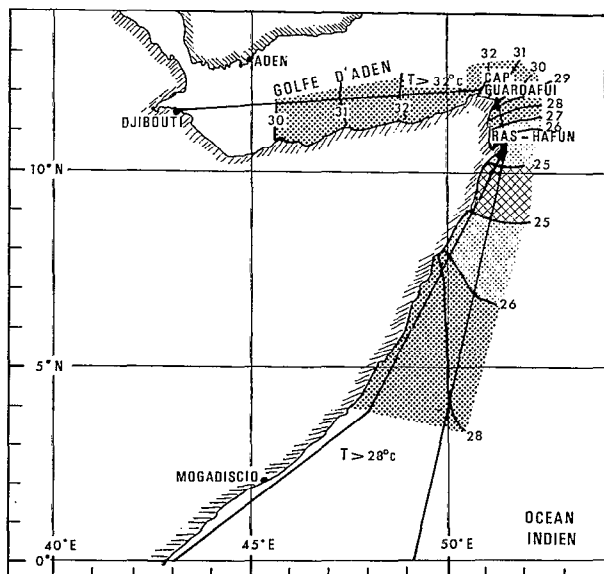 ADEN
GOLFE D'ADEN
T > 32°c
32
31
30
29
28
27
26
CAP
GUARDAFUI
DJIBOUTI
30
31
32
RAS-HAFUN
10°N
25
25
26
5°N
28
T > 28°c
MOGADISCIO
OCEAN
INDIEN
40°E
45°E
50°E
0°